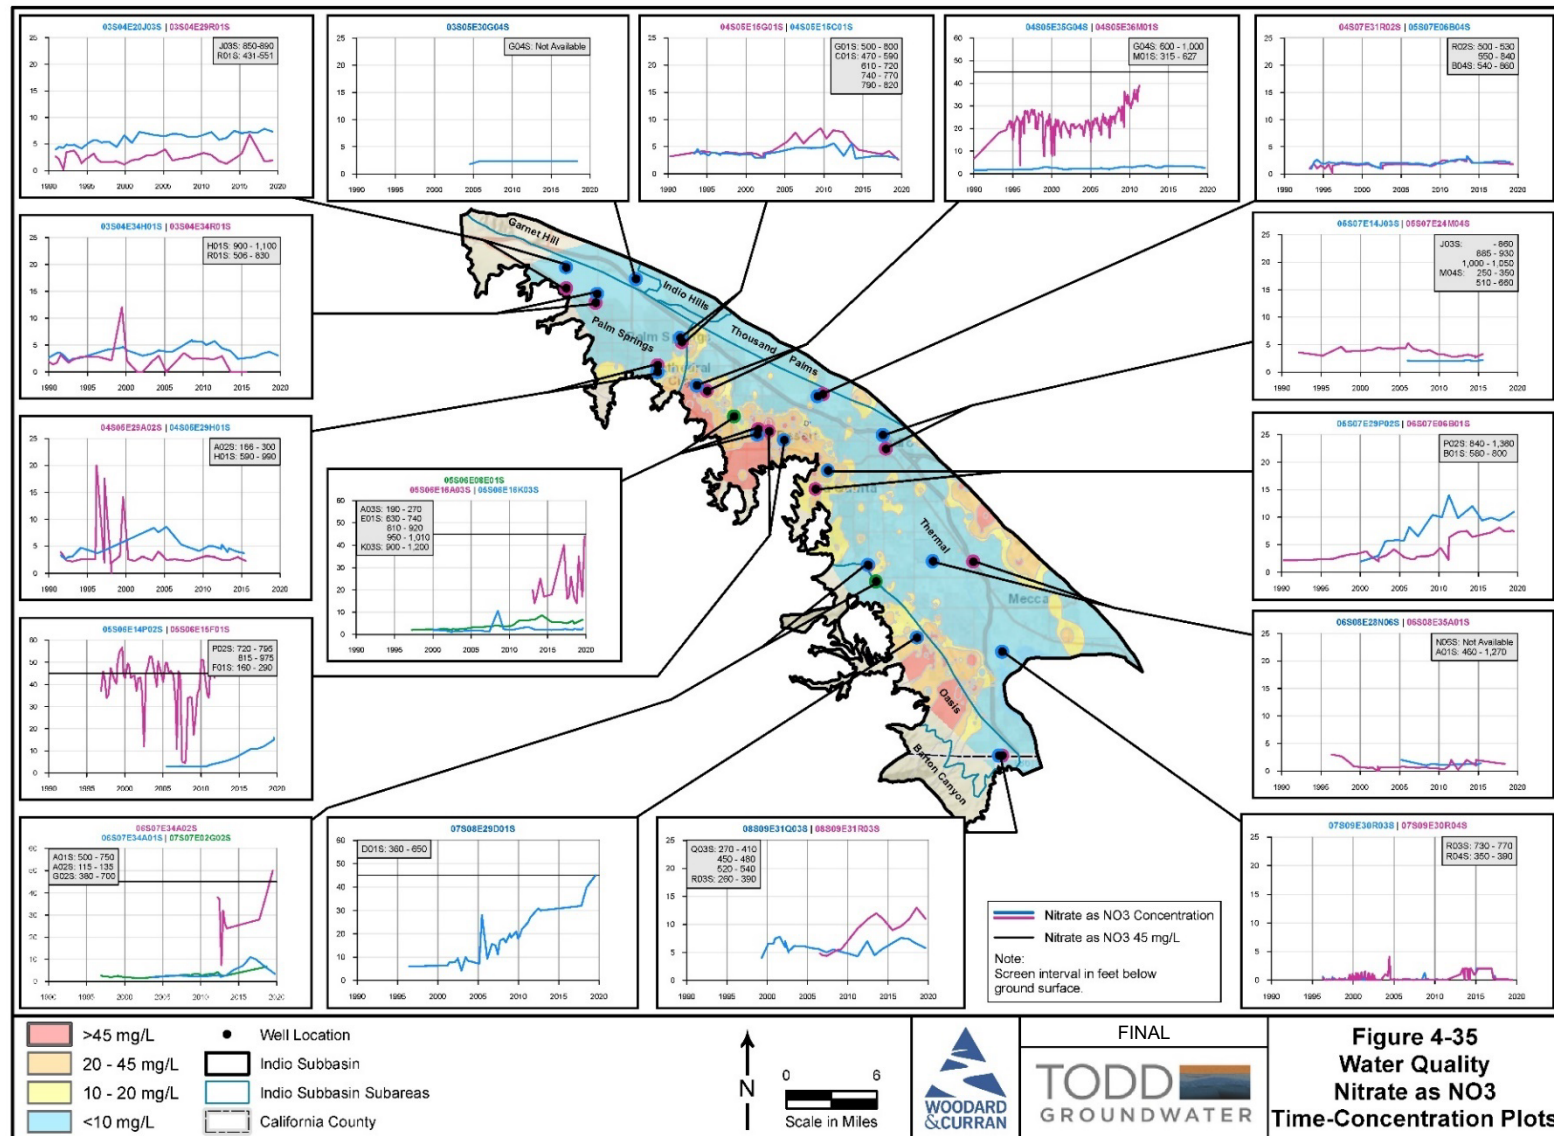 03S04E20J03S | 03S04E29R01S
J03S: 850-890
R01S: 431-551
03S05E30G04S
G04S: Not Available
04S05E15G01S | 04S05E15C01S
G01S: 500 - 800
C01S: 470 - 590
610 - 720
740 - 770
790 - 820
04S05E35G04S | 04S05E36M01S
G04S: 600 - 1,000
M01S: 315 - 627
04S07E31R02S | 05S07E06B04S
R02S: 500 - 530
550 - 840
B04S: 540 - 860
03S04E34H01S | 03S04E34R01S
H01S: 900 - 1,100
R01S: 506 - 830
05S07E14J03S | 05S07E24M04S
J03S: - 860
885 - 930
1,000 - 1,050
M04S: 250 - 350
510 - 660
04S05E29A02S | 04S05E29H01S
A02S: 166 - 300
H01S: 590 - 990
05S06E08E01S
05S06E16A03S | 05S06E16K03S
A03S: 190 - 270
E01S: 630 - 740
810 - 920
950 - 1,010
K03S: 900 - 1,200
05S07E29P02S | 06S07E06B01S
P02S: 840 - 1,380
B01S: 580 - 800
05S06E14P02S | 05S06E15F01S
P02S: 720 - 795
815 - 975
F01S: 160 - 290
06S08E28N06S | 06S08E35A01S
N06S: Not Available
A01S: 460 - 1,270
06S07E34A02S
06S07E34A01S | 07S07E02G02S
A01S: 500 - 750
A02S: 115 - 135
G02S: 380 - 700
07S08E29D01S
D01S: 360 - 650
08S09E31Q03S | 08S09E31R03S
Q03S: 270 - 410
450 - 480
520 - 540
R03S: 260 - 390
07S09E30R03S | 07S09E30R04S
R03S: 730 - 770
R04S: 350 - 390
Garnet Hill
Indio Hills
Palm Springs
Thousand Palms
Thermal
Mecca
Oasis
Barton Canyon
Nitrate as NO3 Concentration
Nitrate as NO3 45 mg/L
Note:
Screen interval in feet below
ground surface.
>45 mg/L
20 - 45 mg/L
10 - 20 mg/L
<10 mg/L
Well Location
Indio Subbasin
Indio Subbasin Subareas
California County
N
0 6
Scale in Miles
WOODARD
&CURRAN
FINAL
TODD
GROUNDWATER
Figure 4-35
Water Quality
Nitrate as NO3
Time-Concentration Plots